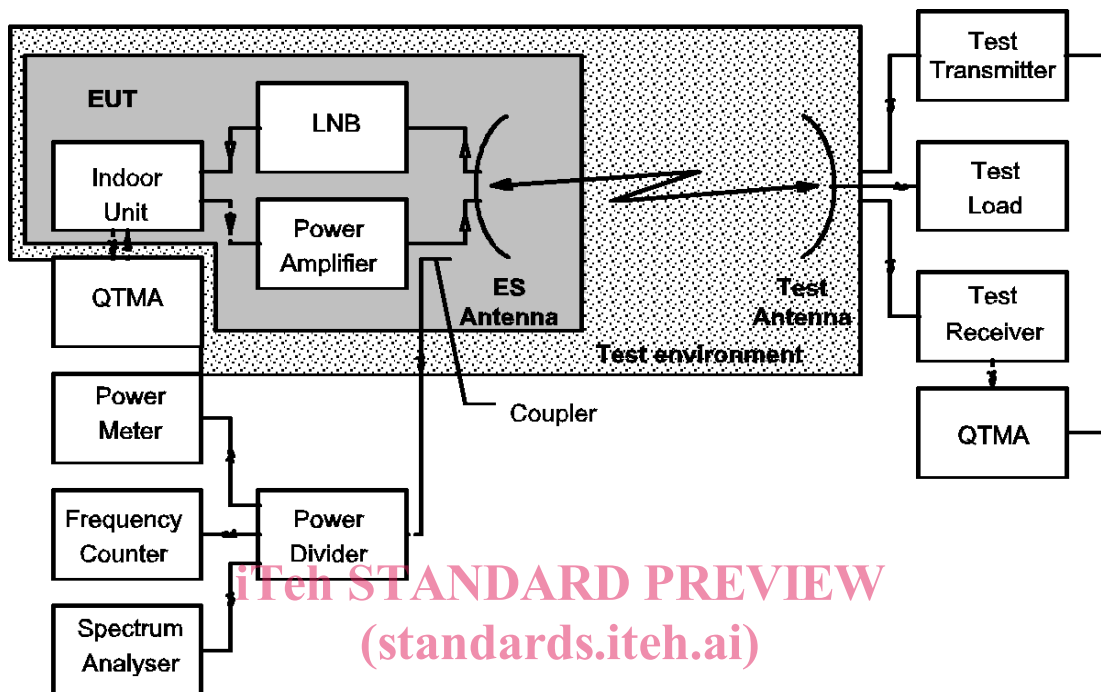 EUT
LNB
Indoor
Unit
Power
Amplifier
ES
Antenna
QTMA
Test
Antenna
Test environment
Test
Transmitter
Test
Load
Test
Receiver
QTMA
Coupler
Power
Meter
Frequency
Counter
Power
Divider
Spectrum
Analyser
iTeh STANDARD PREVIEW
(standards.iteh.ai)